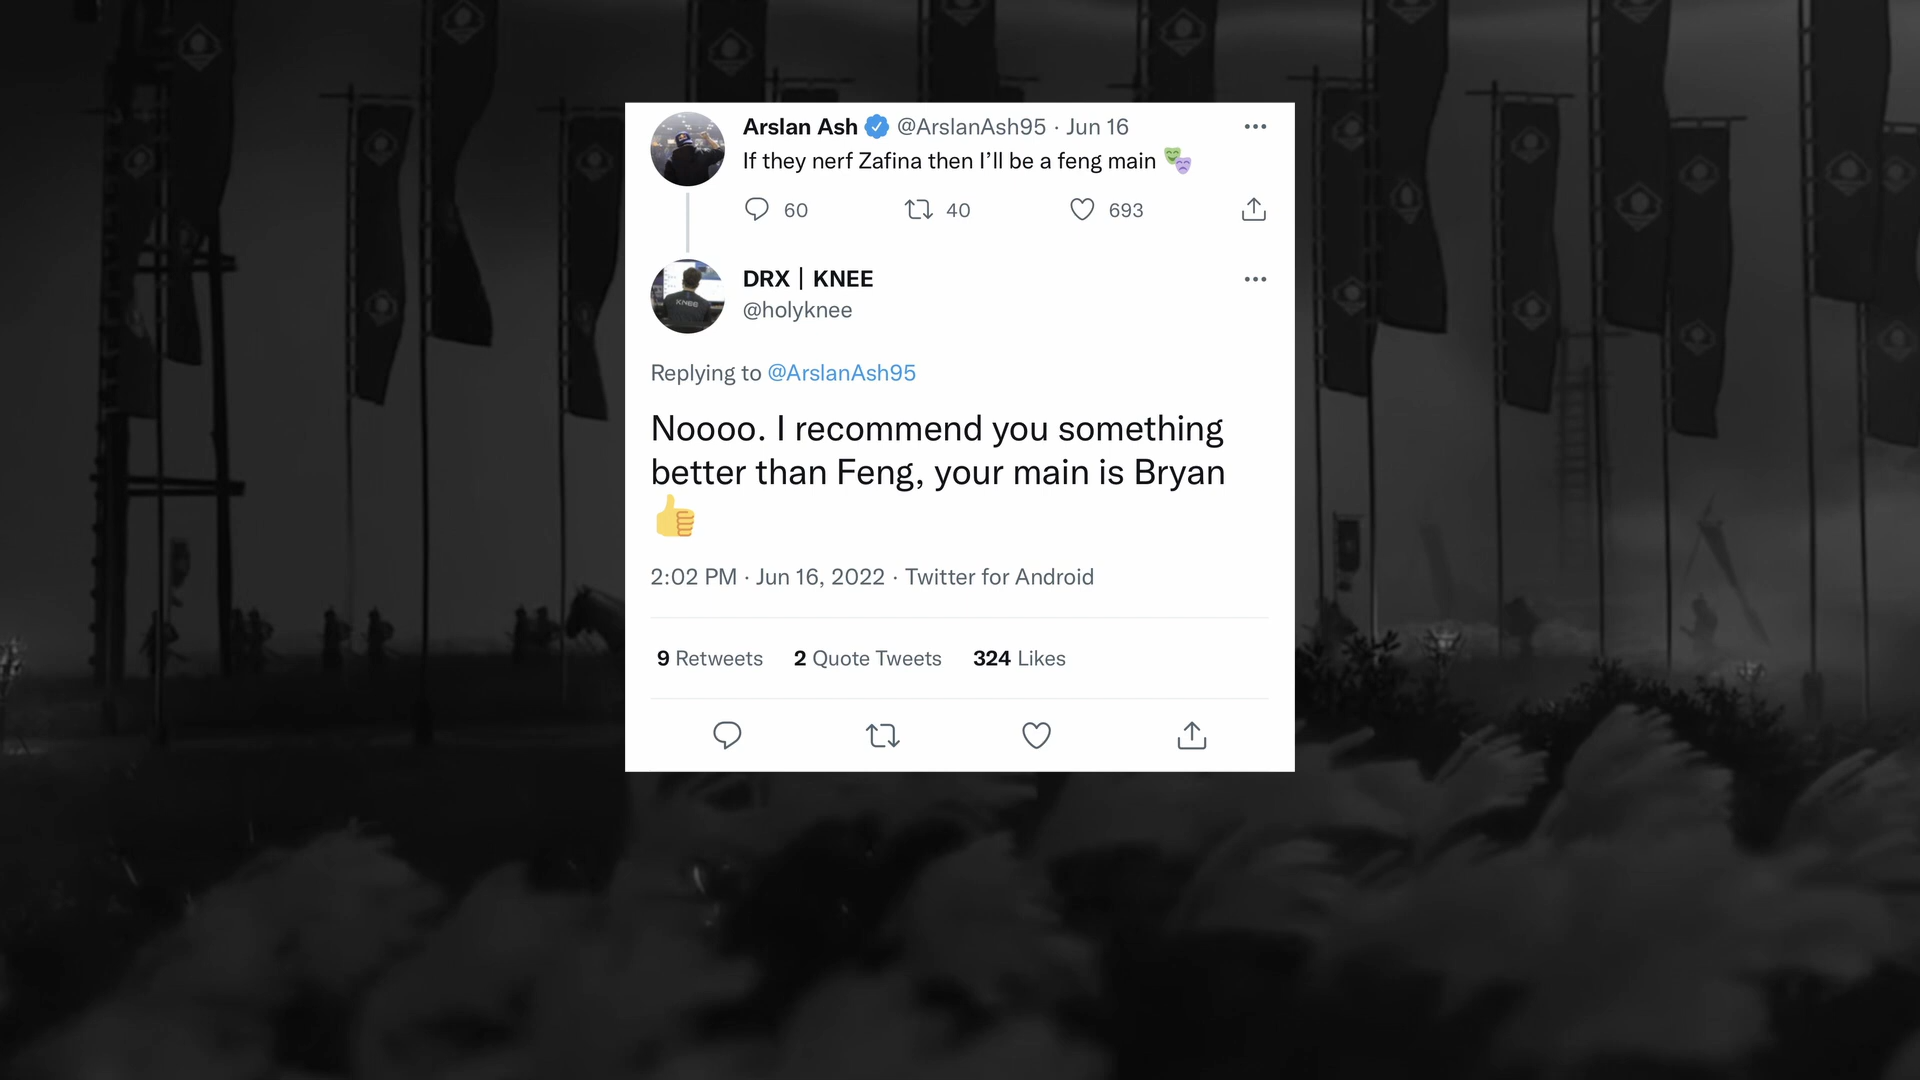 Arslan Ash @ArslanAsh95 · Jun 16
If they nerf Zafina then I’ll be a feng main
60 40 693
DRX | KNEE
@holyknee
KNEE
Replying to @ArslanAsh95
Noooo. I recommend you something
better than Feng, your main is Bryan
2:02 PM · Jun 16, 2022 · Twitter for Android
9 Retweets 2 Quote Tweets 324 Likes